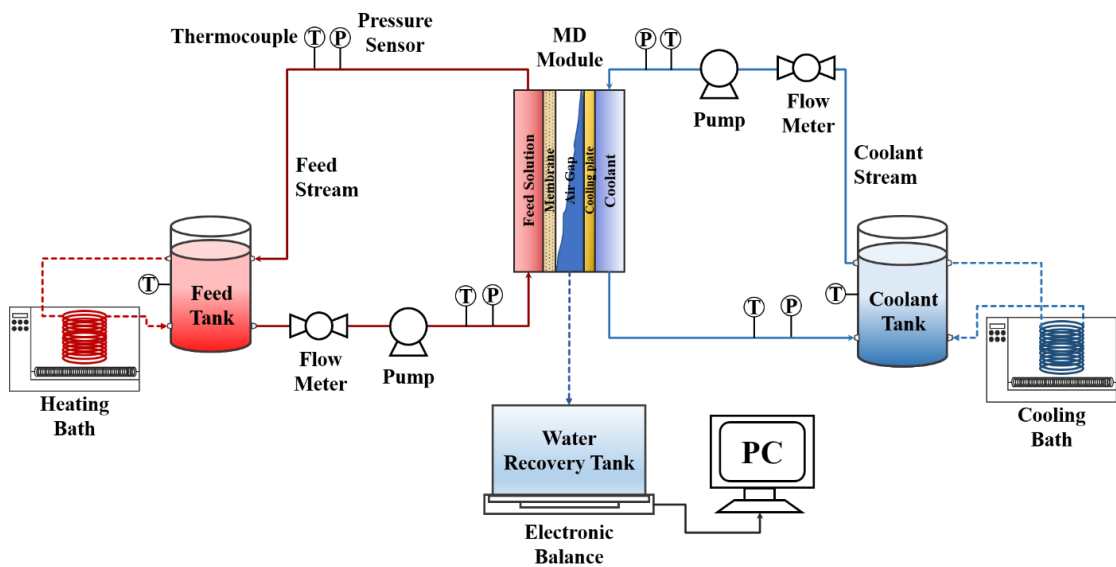 Thermocouple
T
P
Pressure
Sensor
MD
Module
P
T
Pump
Flow
Meter
Feed
Stream
Feed Solution
Membrane
Air Gap
Cooling plate
Coolant
Coolant
Stream
T
Feed
Tank
Flow
Meter
Pump
T
P
T
P
T
Coolant
Tank
Heating
Bath
Cooling
Bath
Water
Recovery Tank
PC
Electronic
Balance